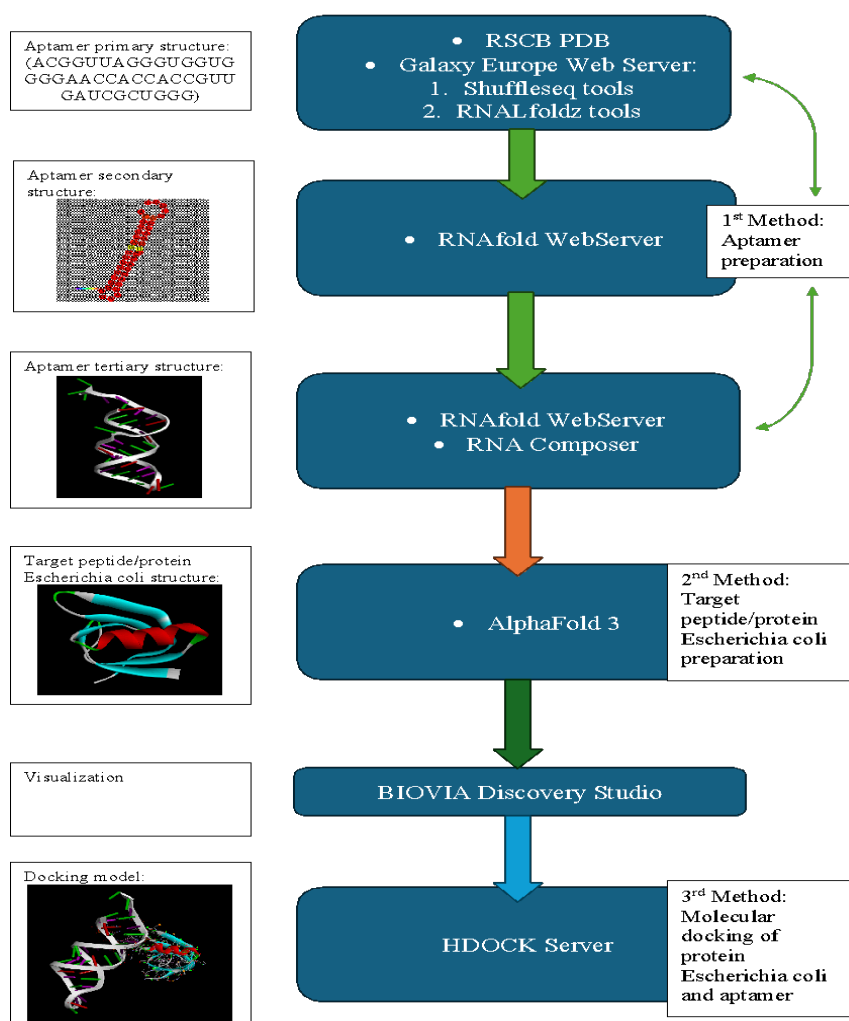 Aptamer primary structure:
(ACGGUUAGGGUGGUG
GGGAACCACCACCGUU
GAUCGCUGGG)
• RSCB PDB
• Galaxy Europe Web Server:
1. Shuffleseq tools
2. RNALfoldz tools
Aptamer secondary
structure:
• RNAfold WebServer
1st Method:
Aptamer
preparation
Aptamer tertiary structure:
• RNAfold WebServer
• RNA Composer
Target peptide/protein
Escherichia coli structure:
• AlphaFold 3
2nd Method:
Target
peptide/protein
Escherichia coli
preparation
Visualization
BIOVIA Discovery Studio
Docking model:
HDOCK Server
3rd Method:
Molecular
docking of
protein
Escherichia coli
and aptamer